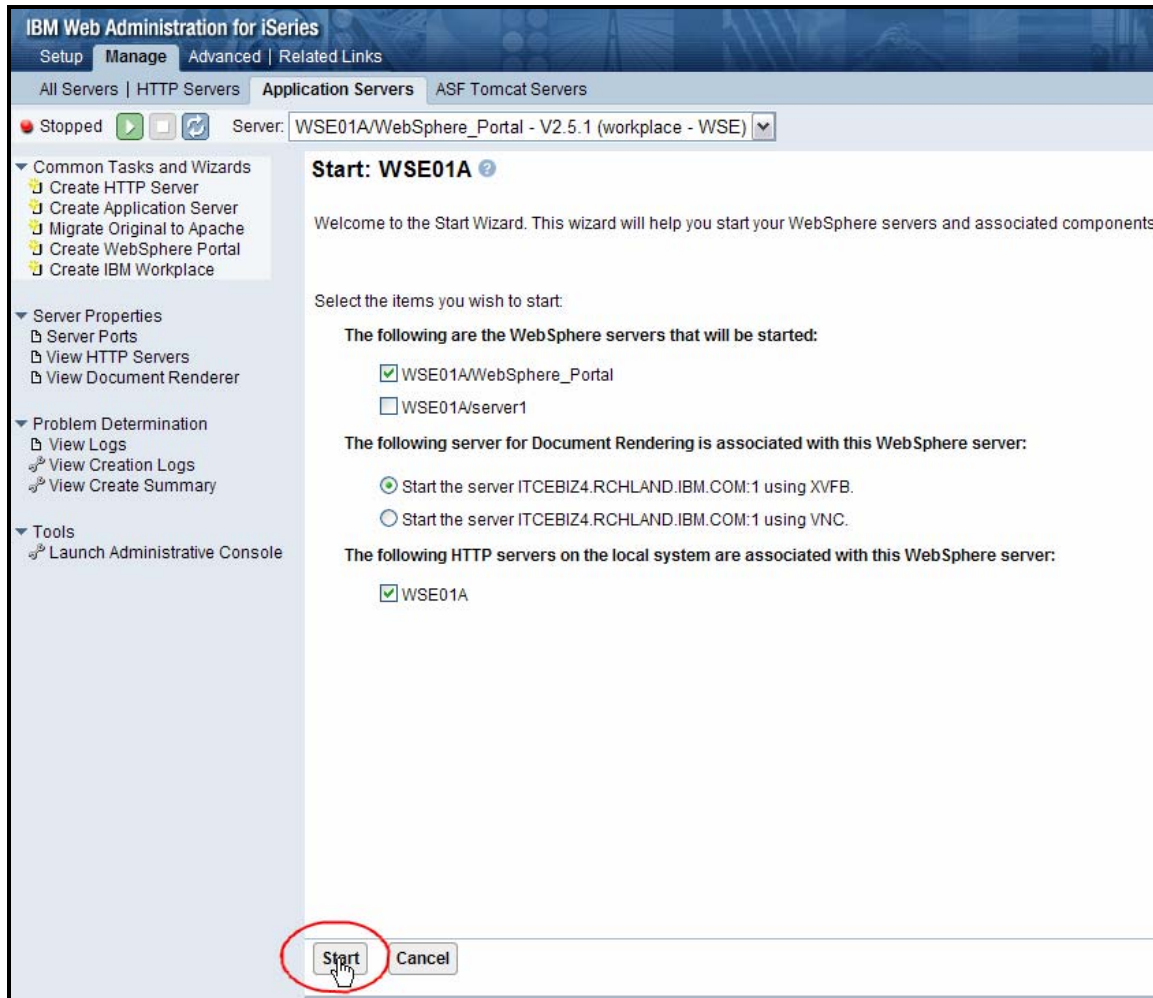 IBM Web Administration for iSeries
Setup Manage Advanced | Related Links
All Servers | HTTP Servers Application Servers ASF Tomcat Servers
Stopped Server: WSE01A/WebSphere_Portal - V2.5.1 (workplace - WSE)
Common Tasks and Wizards
Create HTTP Server
Create Application Server
Migrate Original to Apache
Create WebSphere Portal
Create IBM Workplace
Server Properties
Server Ports
View HTTP Servers
View Document Renderer
Problem Determination
View Logs
View Creation Logs
View Create Summary
Tools
Launch Administrative Console
Start: WSE01A
Welcome to the Start Wizard. This wizard will help you start your WebSphere servers and associated components
Select the items you wish to start:
The following are the WebSphere servers that will be started:
WSE01A/WebSphere_Portal
WSE01A/server1
The following server for Document Rendering is associated with this WebSphere server:
Start the server ITCEBIZ4.RCHLAND.IBM.COM:1 using XVFB.
Start the server ITCEBIZ4.RCHLAND.IBM.COM:1 using VNC.
The following HTTP servers on the local system are associated with this WebSphere server:
WSE01A
Start Cancel